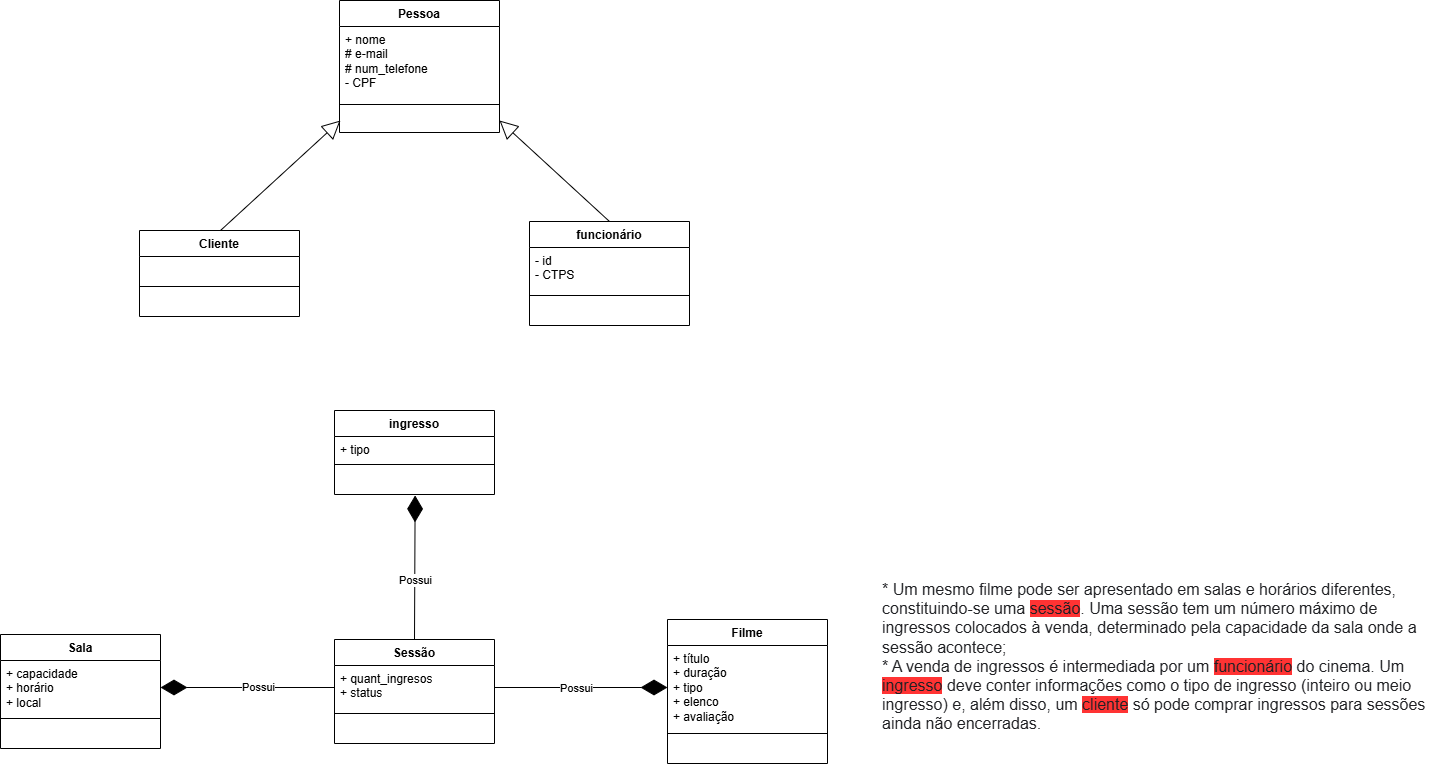 Pessoa
+ nome
# e-mail
# num_telefone
- CPF
Cliente
funcionário
- id
- CTPS
ingresso
+ tipo
Possui
Sala
+ capacidade
+ horário
+ local
Possui
Sessão
+ quant_ingresos
+ status
Possui
Filme
+ título
+ duração
+ tipo
+ elenco
+ avaliação
* Um mesmo filme pode ser apresentado em salas e horários diferentes,
constituindo-se uma sessão. Uma sessão tem um número máximo de
ingressos colocados à venda, determinado pela capacidade da sala onde a
sessão acontece;
* A venda de ingressos é intermediada por um funcionário do cinema. Um
ingresso deve conter informações como o tipo de ingresso (inteiro ou meio
ingresso) e, além disso, um cliente só pode comprar ingressos para sessões
ainda não encerradas.